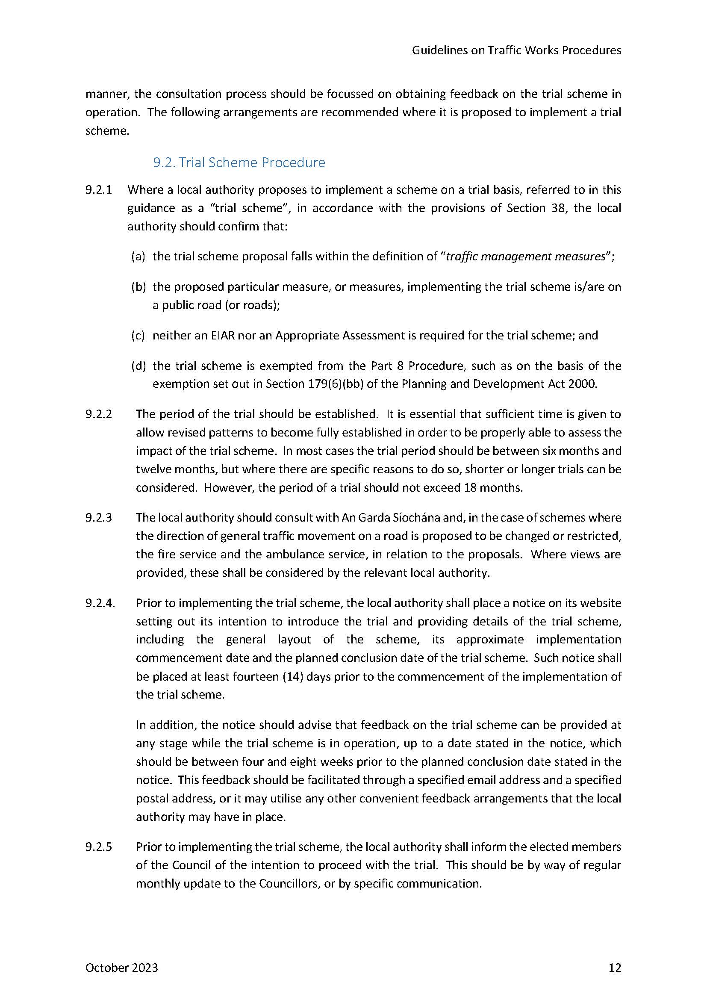 Guidelines on Traffic Works Procedures
manner, the consultation process should be focussed on obtaining feedback on the trial scheme in
operation.  The following arrangements are recommended where it is proposed to implement a trial
scheme.
9.2. Trial Scheme Procedure
9.2.1 Where a local authority proposes to implement a scheme on a trial basis, referred to in this
guidance as a “trial scheme”, in accordance with the provisions of Section 38, the local
authority should confirm that:
(a) the trial scheme proposal falls within the definition of “traffic management measures”;
(b) the proposed particular measure, or measures, implementing the trial scheme is/are on
a public road (or roads);
(c) neither an EIAR nor an Appropriate Assessment is required for the trial scheme; and
(d) the trial scheme is exempted from the Part 8 Procedure, such as on the basis of the
exemption set out in Section 179(6)(bb) of the Planning and Development Act 2000.
9.2.2 The period of the trial should be established.  It is essential that sufficient time is given to
allow revised patterns to become fully established in order to be properly able to assess the
impact of the trial scheme.  In most cases the trial period should be between six months and
twelve months, but where there are specific reasons to do so, shorter or longer trials can be
considered.  However, the period of a trial should not exceed 18 months.
9.2.3 The local authority should consult with An Garda Síochána and, in the case of schemes where
the direction of general traffic movement on a road is proposed to be changed or restricted,
the fire service and the ambulance service, in relation to the proposals.  Where views are
provided, these shall be considered by the relevant local authority.
9.2.4. Prior to implementing the trial scheme, the local authority shall place a notice on its website
setting out its intention to introduce the trial and providing details of the trial scheme,
including the general layout of the scheme, its approximate implementation
commencement date and the planned conclusion date of the trial scheme.  Such notice shall
be placed at least fourteen (14) days prior to the commencement of the implementation of
the trial scheme.
In addition, the notice should advise that feedback on the trial scheme can be provided at
any stage while the trial scheme is in operation, up to a date stated in the notice, which
should be between four and eight weeks prior to the planned conclusion date stated in the
notice.  This feedback should be facilitated through a specified email address and a specified
postal address, or it may utilise any other convenient feedback arrangements that the local
authority may have in place.
9.2.5 Prior to implementing the trial scheme, the local authority shall inform the elected members
of the Council of the intention to proceed with the trial.  This should be by way of regular
monthly update to the Councillors, or by specific communication.
October 2023 12